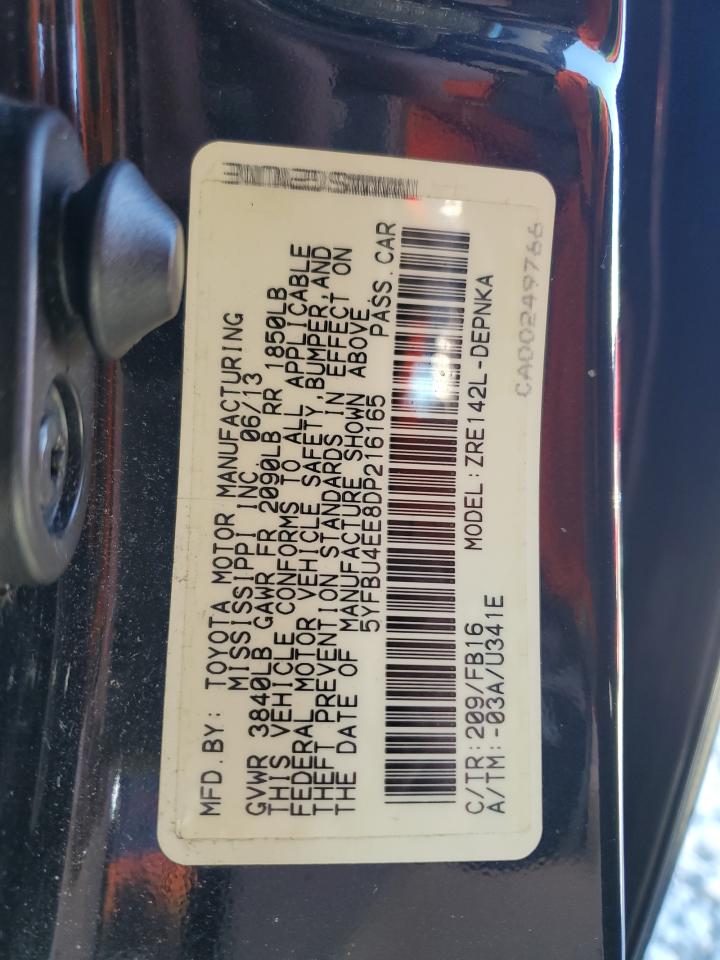 MFD.BY: TOYOTA MOTOR MANUFACTURING
MISSISSIPPI INC. 06/13
GVWR 3840LB GAWR FR 2090LB RR 1850LB
THIS VEHICLE CONFORMS TO ALL APPLICABLE
FEDERAL MOTOR VEHICLE SAFETY,BUMPER,AND
THEFT PREVENTION STANDARDS IN EFFECT ON
THE DATE OF MANUFACTURE SHOWN ABOVE.
5YFBU4EE8DP216165 PASS.CAR
C/TR:209/FB16 MODEL:ZRE142L-DEPNKA
A/TM:-03A/U341E
CA00249766